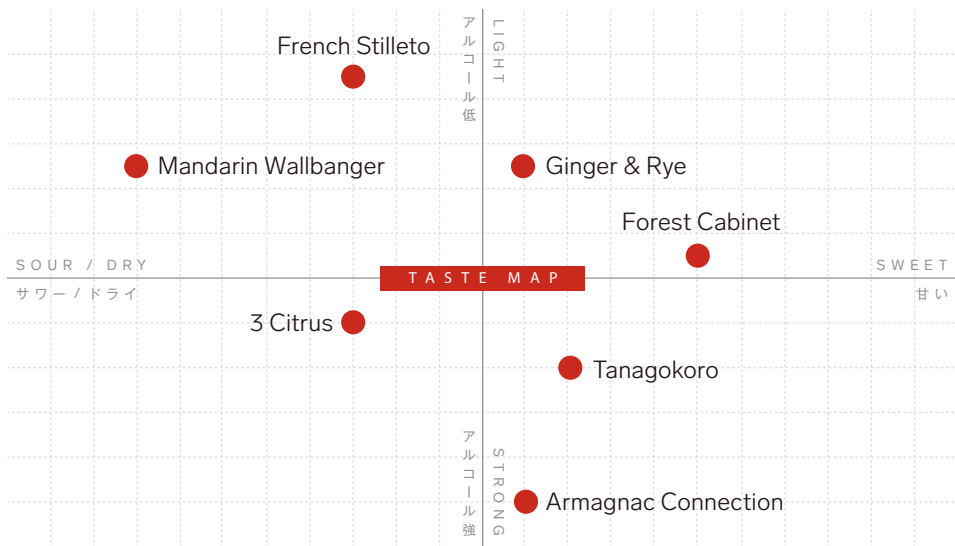 アルコール低
LIGHT
French Stilleto
Mandarin Wallbanger
Ginger & Rye
Forest Cabinet
SOUR / DRY
TASTE MAP
SWEET
サワー / ドライ
甘い
3 Citrus
Tanagokoro
アルコール強
STRONG
Armagnac Connection